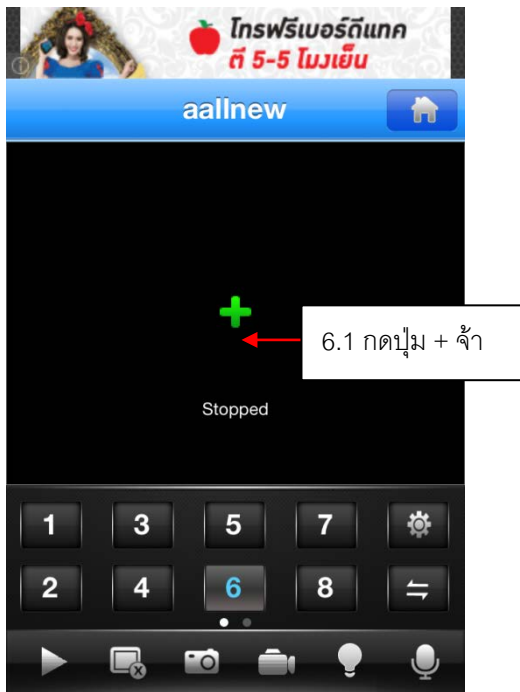 โทรฟรีเบอร์ดีแทค
ตี 5-5 โมงเย็น
aallnew
6.1 กดปุ่ม + จ้า
Stopped
1 3 5 7
2 4 6 8